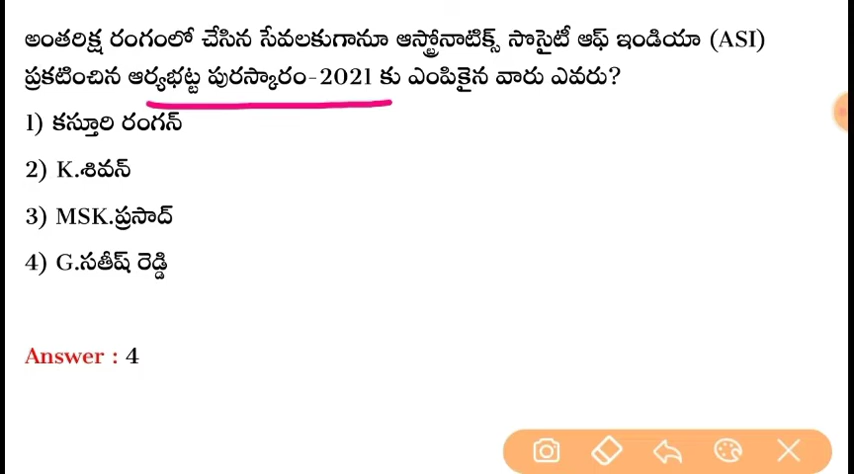 అంతరిక్ష రంగంలో చేసిన సేవలకుగానూ ఆస్ట్రోనాటిక్స్ సొసైటీ ఆఫ్ ఇండియా (ASI)
ప్రకటించిన ఆర్యభట్ట పురస్కారం-2021 కు ఎంపికైన వారు ఎవరు?
1) కస్తూరి రంగన్
2) K.శివన్
3) MSK.ప్రసాద్
4) G.సతీష్ రెడ్డి
Answer : 4